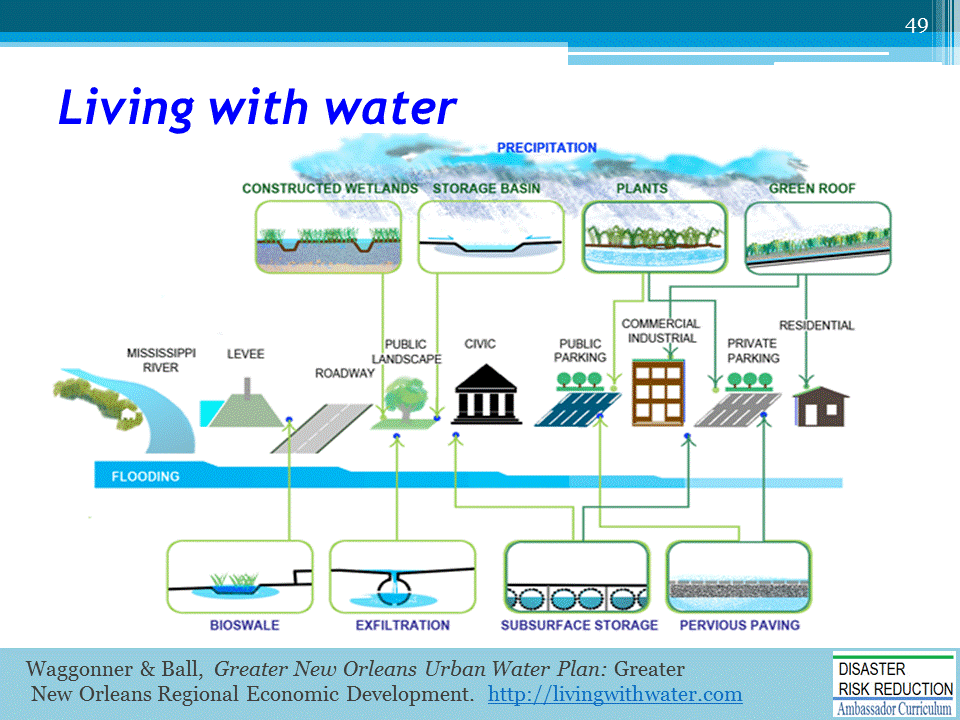 49
Living with water
PRECIPITATION
CONSTRUCTED WETLANDS
STORAGE BASIN
PLANTS
GREEN ROOF
MISSISSIPPI
RIVER
LEVEE
ROADWAY
PUBLIC
LANDSCAPE
CIVIC
PUBLIC
PARKING
COMMERCIAL
INDUSTRIAL
PRIVATE
PARKING
RESIDENTIAL
FLOODING
BIOSWALE
EXFILTRATION
SUBSURFACE STORAGE
PERVIOUS PAVING
Waggonner & Ball, Greater New Orleans Urban Water Plan: Greater
New Orleans Regional Economic Development. http://livingwithwater.com
DISASTER
RISK REDUCTION
Ambassador Curriculum